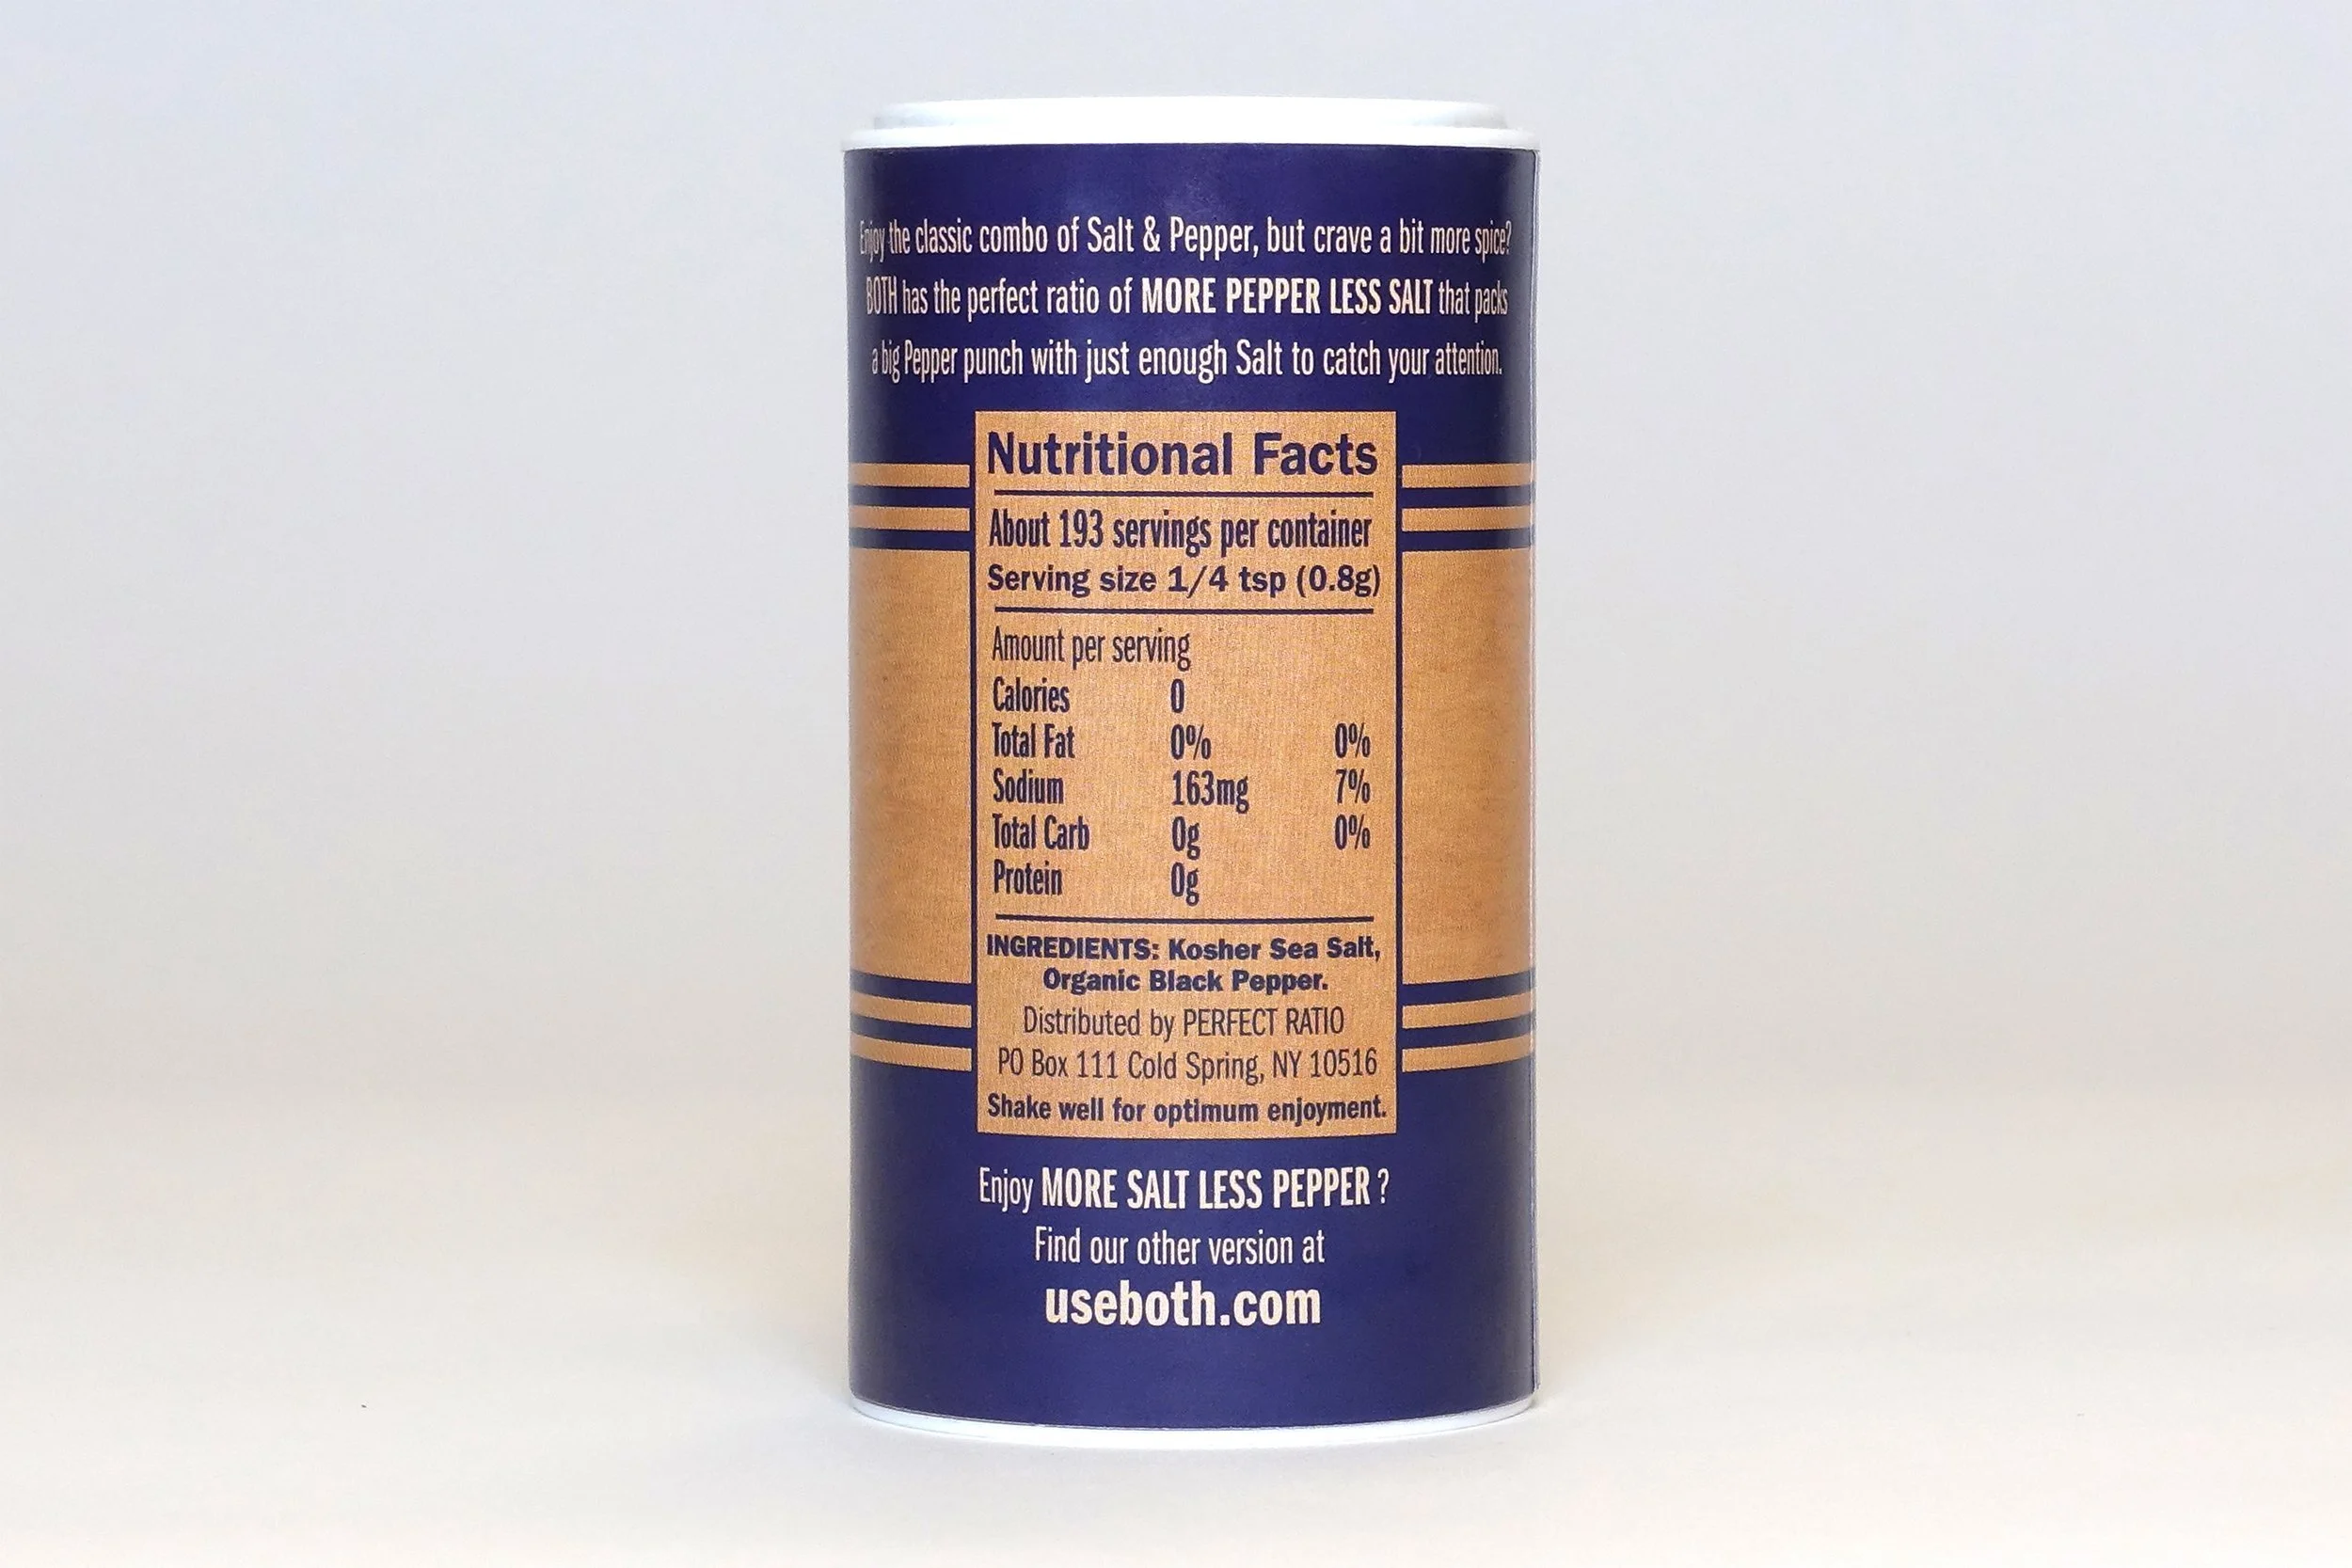 Enjoy the classic combo of Salt & Pepper, but crave a bit more spice?
BOTH has the perfect ratio of MORE PEPPER LESS SALT that packs
a big Pepper punch with just enough Salt to catch your attention.
Nutritional Facts
About 193 servings per container
Serving size 1/4 tsp (0.8g)
Amount per serving
Calories 0
Total Fat 0% 0%
Sodium 163mg 7%
Total Carb 0g 0%
Protein 0g
INGREDIENTS: Kosher Sea Salt,
Organic Black Pepper.
Distributed by PERFECT RATIO
PO Box 111 Cold Spring, NY 10516
Shake well for optimum enjoyment.
Enjoy MORE SALT LESS PEPPER ?
Find our other version at
useboth.com